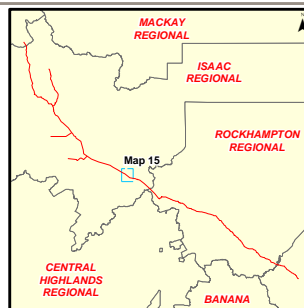 MACKAY
REGIONAL
ISAAC
REGIONAL
ROCKHAMPTON
REGIONAL
Map 15
CENTRAL
HIGHLANDS
REGIONAL
BANANA